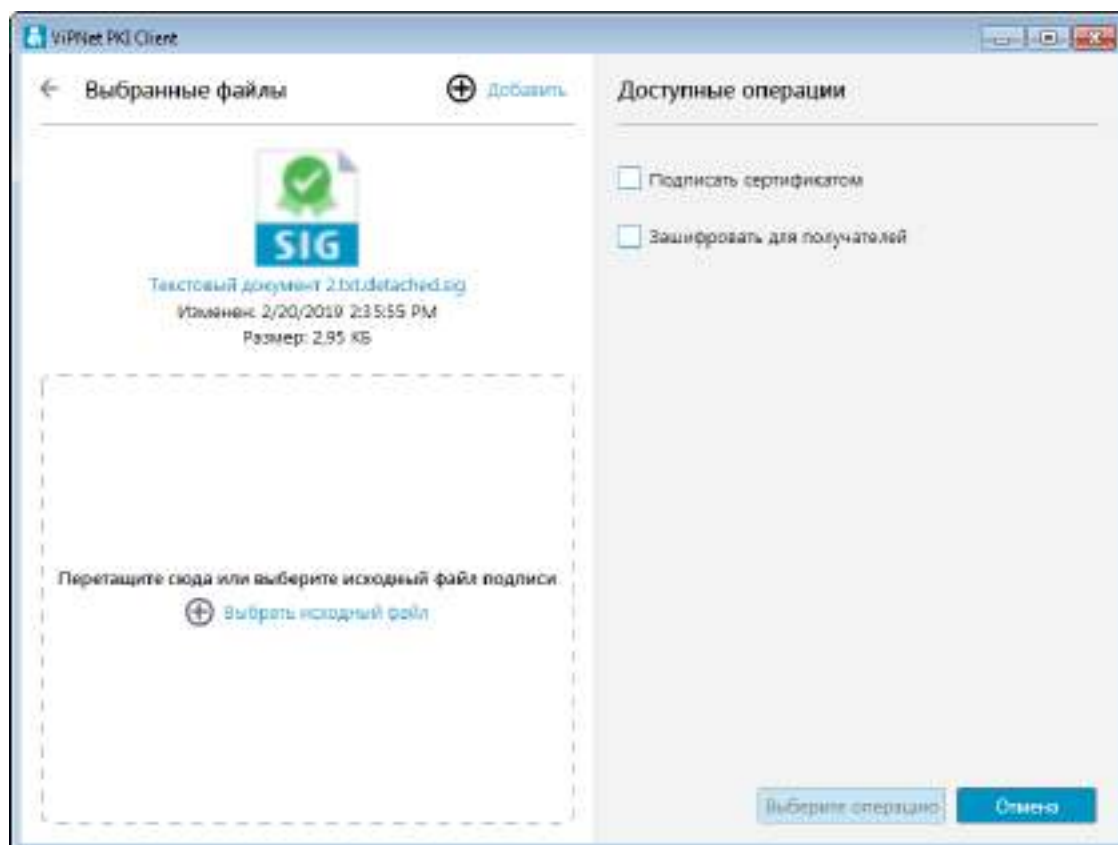 ViPNet PKI Client
Выбранные файлы
Добавить
SIG
Текстовый документ 2.txt.detached.sig
Изменен: 2/20/2019 2:35:55 PM
Размер: 2,95 КБ
Перетащите сюда или выберите исходный файл подписи
Выбрать исходный файл
Доступные операции
Подписать сертификатом
Зашифровать для получателей
Выберите операцию
Отмена